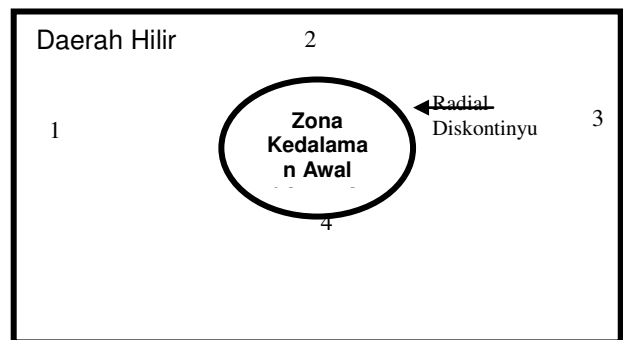 Daerah Hilir
2
1
Zona
Kedalama
n Awal
Radial
Diskontinyu
3
4